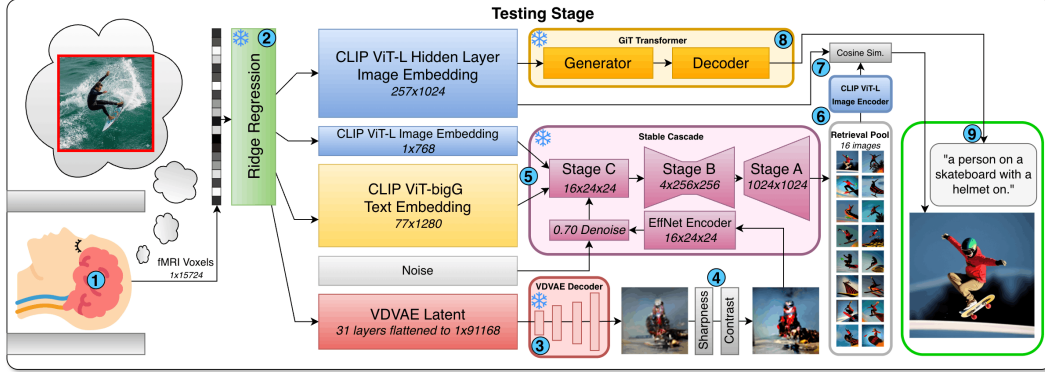 Testing Stage
1
fMRI Voxels
1x15724
2
Ridge Regression
CLIP ViT-L Hidden Layer
Image Embedding
257x1024
CLIP ViT-L Image Embedding
1x768
CLIP ViT-bigG
Text Embedding
77x1280
Noise
VDVAE Latent
31 layers flattened to 1x91168
GiT Transformer
8
Generator
Decoder
5
Stable Cascade
Stage C
16x24x24
Stage B
4x256x256
Stage A
1024x1024
0.70 Denoise
EffNet Encoder
16x24x24
VDVAE Decoder
3
4
Sharpness
Contrast
7
Cosine Sim.
CLIP ViT-L
Image Encoder
6
Retrieval Pool
16 images
9
"a person on a
skateboard with a
helmet on."